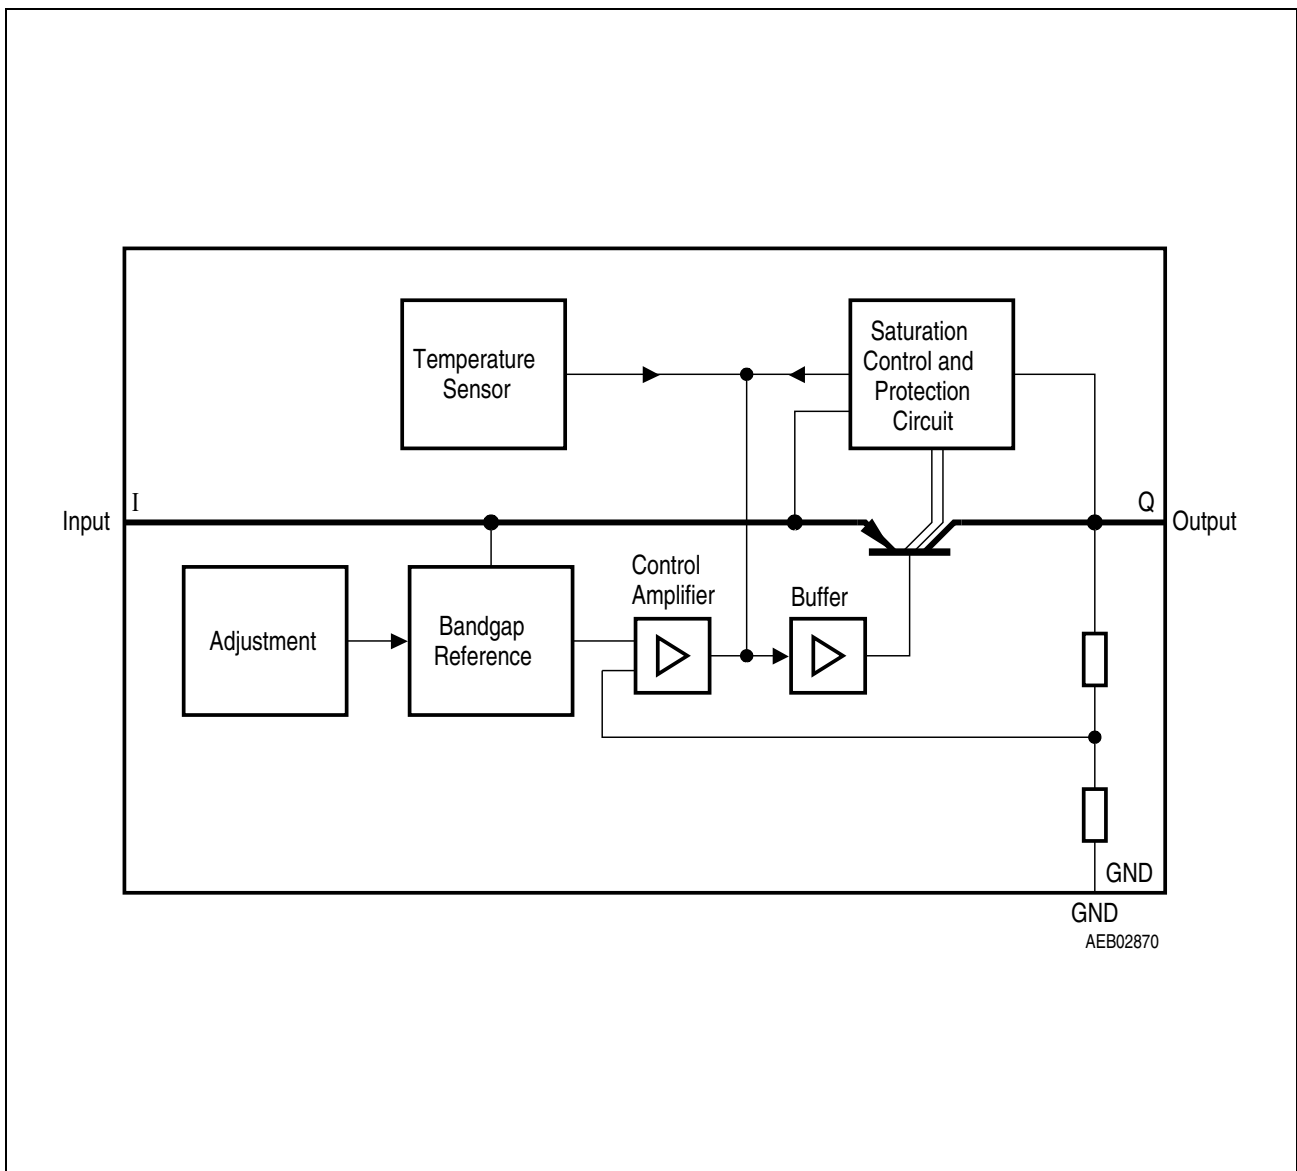 Temperature
Sensor
Saturation
Control and
Protection
Circuit
I
Q
Input
Output
Control
Amplifier
Buffer
Adjustment
Bandgap
Reference
GND
GND
AEB02870